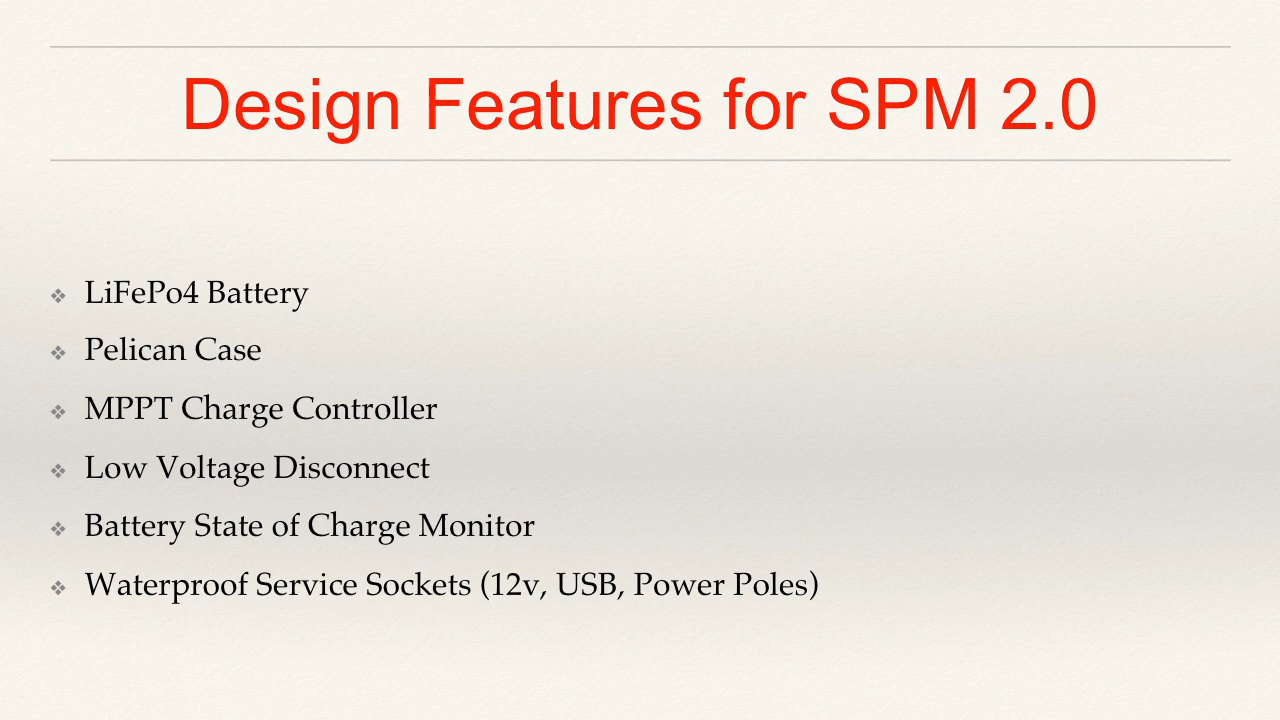 Design Features for SPM 2.0
❖ LiFePo4 Battery
❖ Pelican Case
❖ MPPT Charge Controller
❖ Low Voltage Disconnect
❖ Battery State of Charge Monitor
❖ Waterproof Service Sockets (12v, USB, Power Poles)